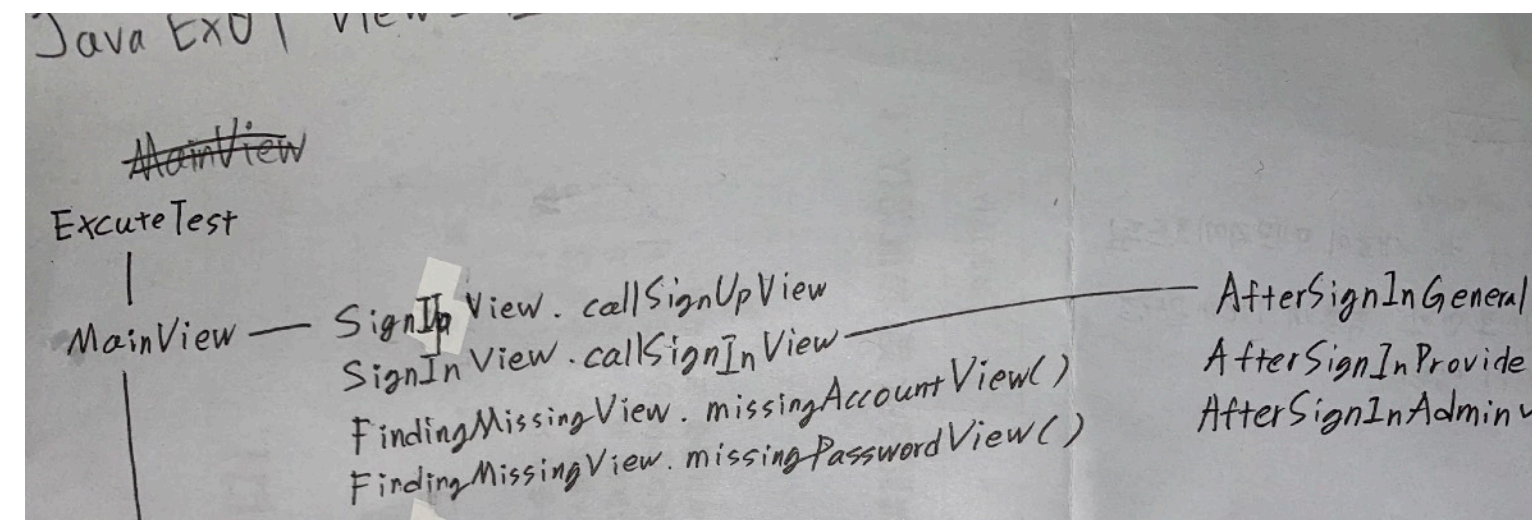 Java Ex01 View
MainView
ExcuteTest
MainView
SignUp View. callSignUpView
SignIn View. callSignInView
FindingMissingView. missingAccountView()
FindingMissingView. missingPasswordView()
AfterSignInGeneral
AfterSignInProvide
AfterSignInAdmin